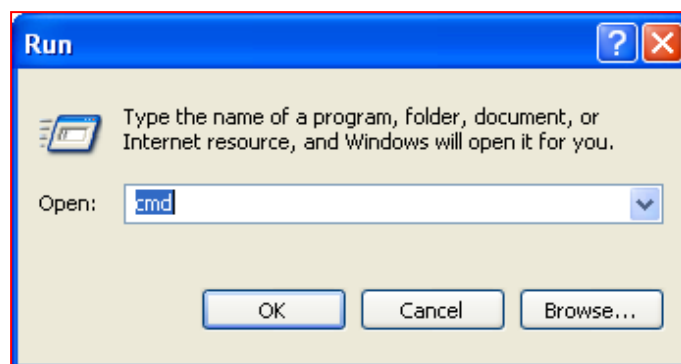 Run
Type the name of a program, folder, document, or
Internet resource, and Windows will open it for you.
Open: cmd
OK Cancel Browse...